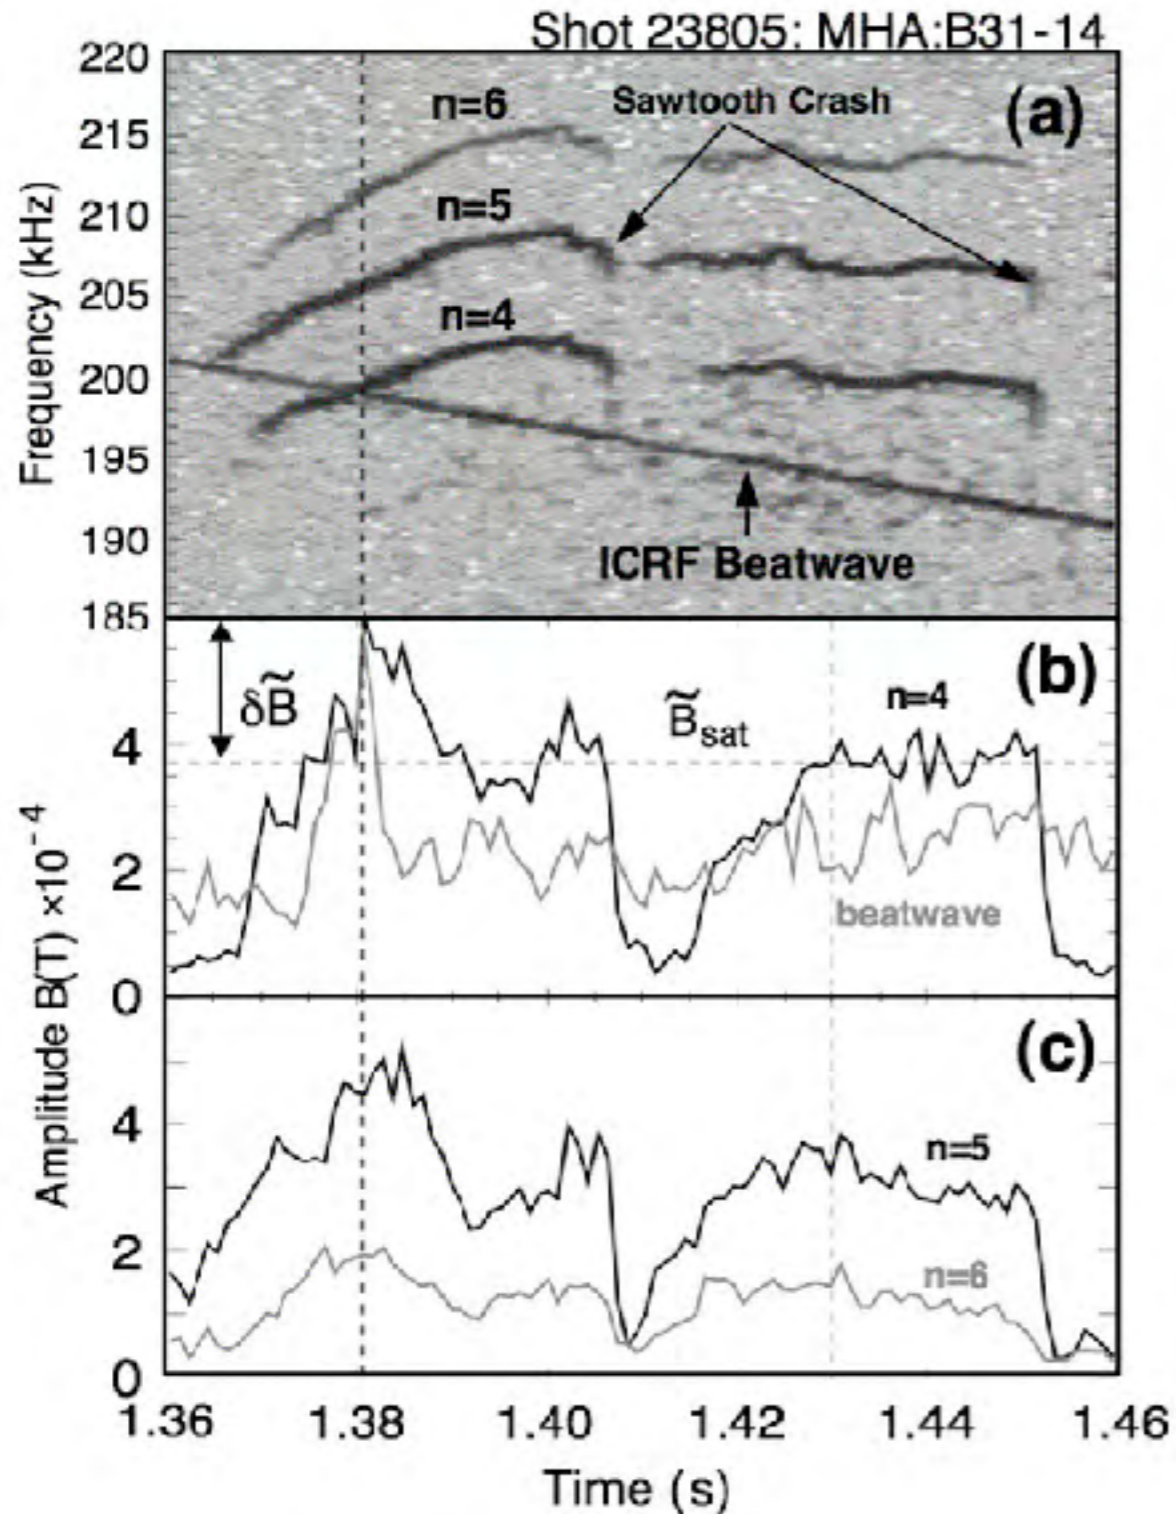 Shot 23805: MHA:B31-14
220
215
210
205
200
195
190
185
Frequency (kHz)
(a)
n=6
Sawtooth Crash
n=5
n=4
ICRF Beatwave
(b)
δB̃
B̃sat
n=4
beatwave
4
2
0
Amplitude B(T) ×10⁻⁴
(c)
n=5
n=6
4
2
0
1.36 1.38 1.40 1.42 1.44 1.46
Time (s)